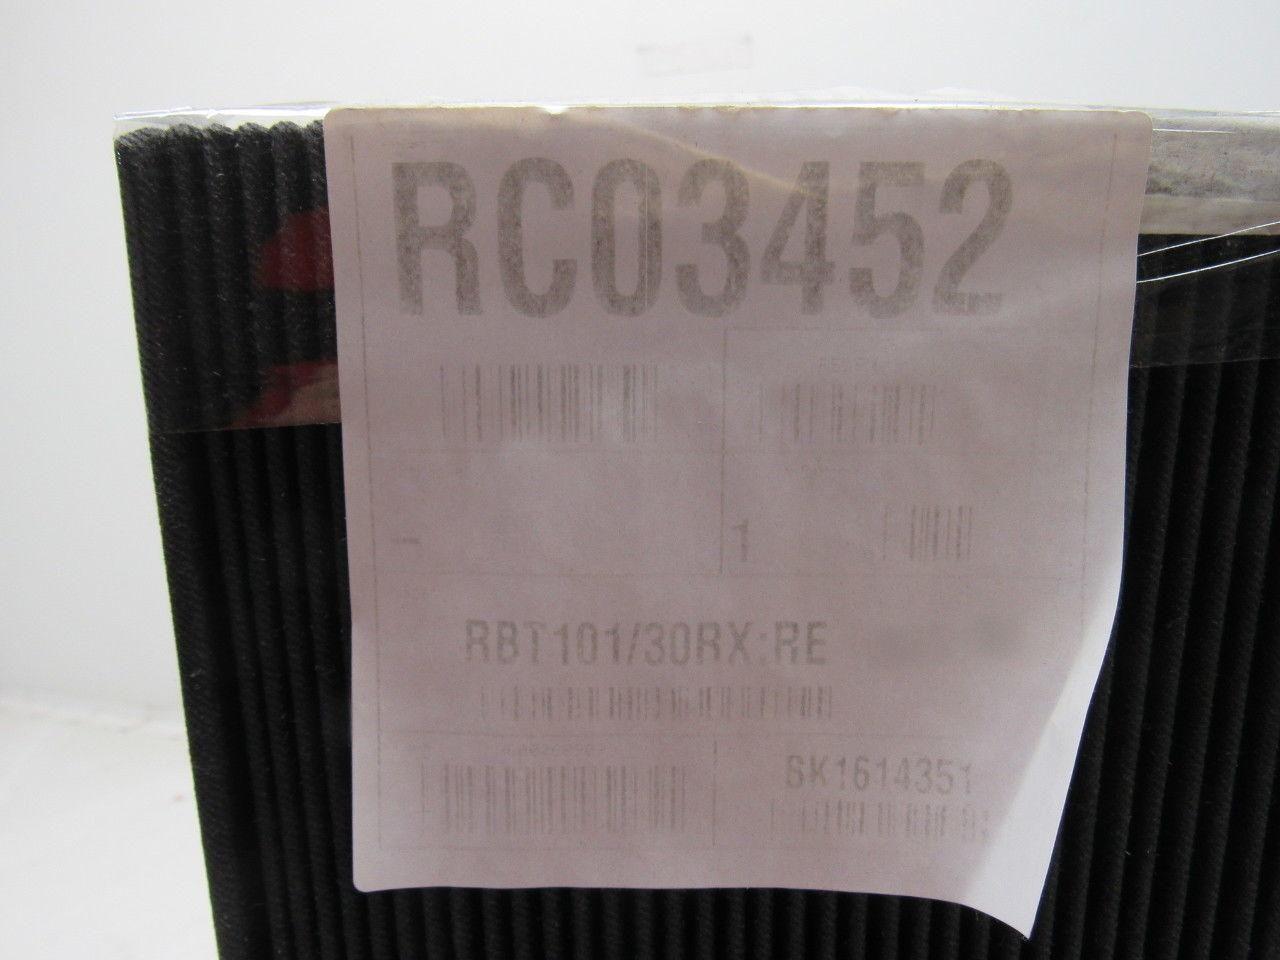 RC03452
-
1
RBT101/30RX:RE
SK1614351